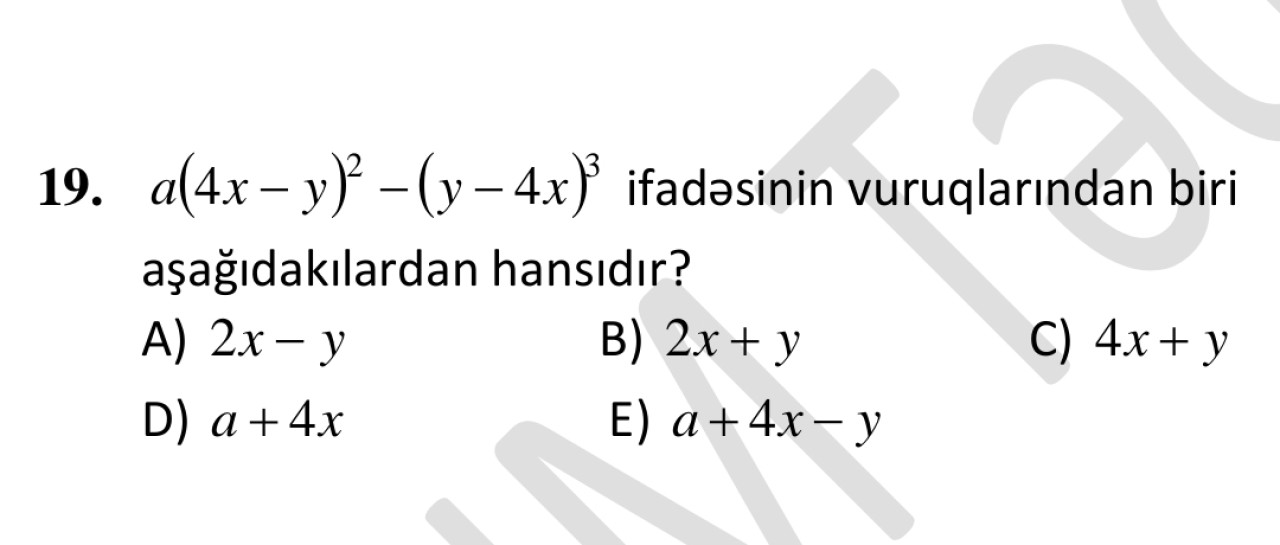 19. a(4x – y)² – (y – 4x)³ ifadəsinin vuruqlarından biri
aşağıdakılardan hansıdır?
A) 2x – y B) 2x + y C) 4x + y
D) a + 4x E) a + 4x – y